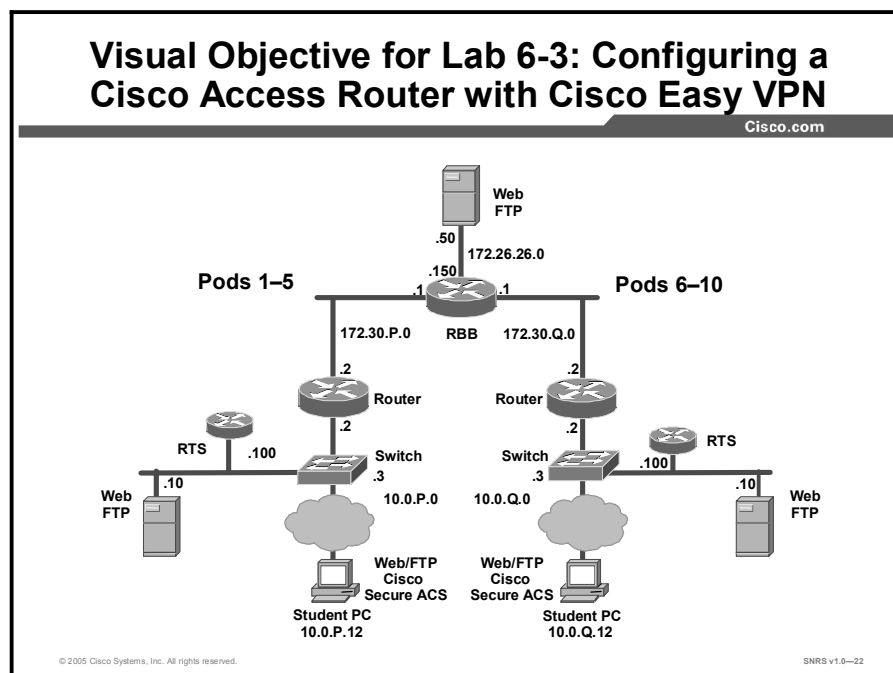 Visual Objective for Lab 6-3: Configuring a
Cisco Access Router with Cisco Easy VPN
Cisco.com
Web
FTP
.50
172.26.26.0
.150
Pods 1–5
.1
.1
Pods 6–10
172.30.P.0
RBB
172.30.Q.0
.2
.2
Router
Router
.2
.2
RTS
.100
Switch
Switch
.100
RTS
.3
.3
.10
10.0.P.0
10.0.Q.0
.10
Web
FTP
Web
FTP
Web/FTP
Cisco
Secure ACS
Web/FTP
Cisco
Secure ACS
Student PC
10.0.P.12
Student PC
10.0.Q.12
© 2005 Cisco Systems, Inc. All rights reserved.
SNRS v1.0—22